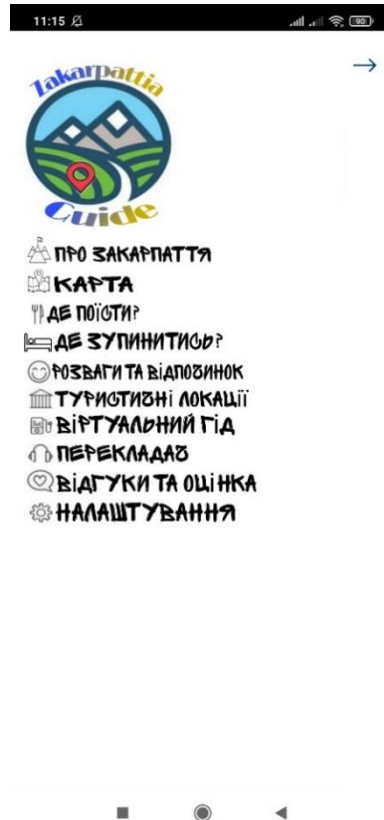 11:15
90
Zakarpattia
Guide
ПРО ЗАКАРПАТТЯ
КАРТА
ДЕ ПОЇСТИ?
ДЕ ЗУПИНИТИСЬ?
РОЗВАГИ ТА ВІДПОЧИНОК
ТУРИСТИЧНІ ЛОКАЦІЇ
ВІРТУАЛЬНИЙ ГІД
ПЕРЕКЛАДАЧ
ВІДГУКИ ТА ОЦІНКА
НАЛАШТУВАННЯ